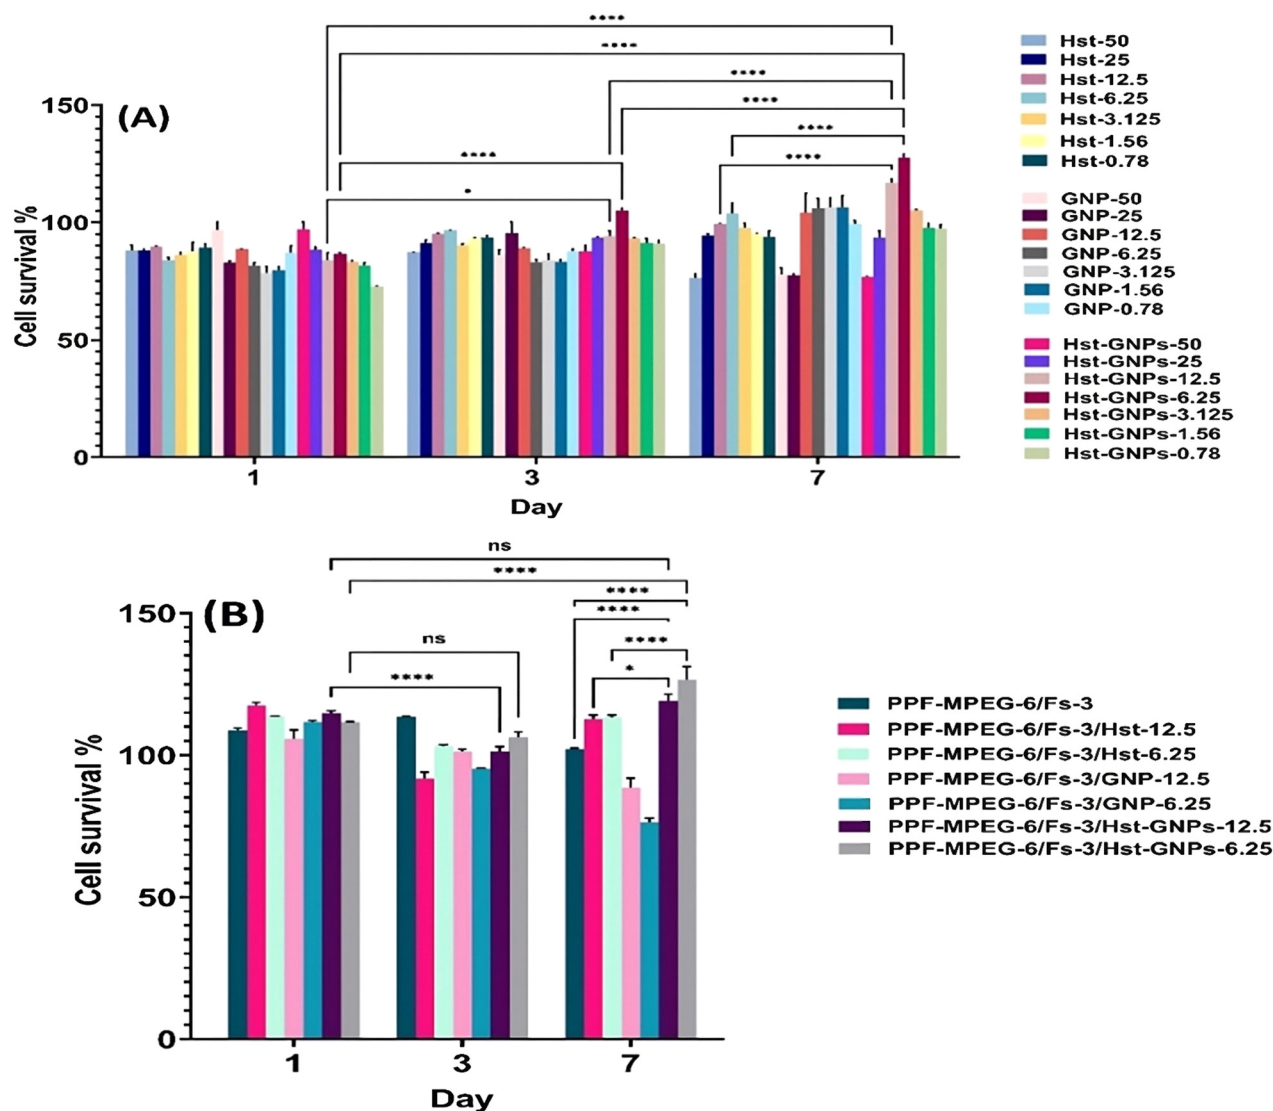 ****
****
****
****
****
****
****
*
(A)
150
100
50
0
Cell survival %
1
3
7
Day
Hst-50
Hst-25
Hst-12.5
Hst-6.25
Hst-3.125
Hst-1.56
Hst-0.78
GNP-50
GNP-25
GNP-12.5
GNP-6.25
GNP-3.125
GNP-1.56
GNP-0.78
Hst-GNPs-50
Hst-GNPs-25
Hst-GNPs-12.5
Hst-GNPs-6.25
Hst-GNPs-3.125
Hst-GNPs-1.56
Hst-GNPs-0.78
ns
****
****
****
ns
****
*
****
(B)
150
100
50
0
Cell survival %
1
3
7
Day
PPF-MPEG-6/Fs-3
PPF-MPEG-6/Fs-3/Hst-12.5
PPF-MPEG-6/Fs-3/Hst-6.25
PPF-MPEG-6/Fs-3/GNP-12.5
PPF-MPEG-6/Fs-3/GNP-6.25
PPF-MPEG-6/Fs-3/Hst-GNPs-12.5
PPF-MPEG-6/Fs-3/Hst-GNPs-6.25